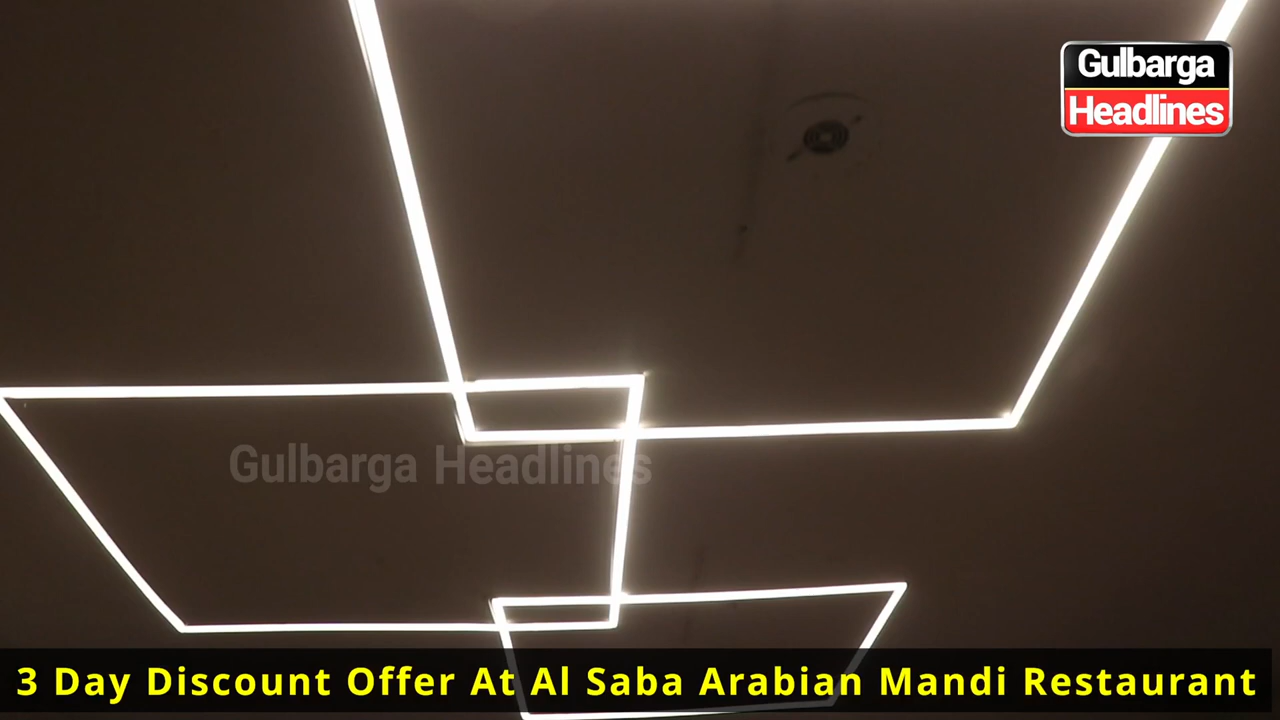 Gulbarga
Headlines
Gulbarga Headlines
3 Day Discount Offer At Al Saba Arabian Mandi Restaurant